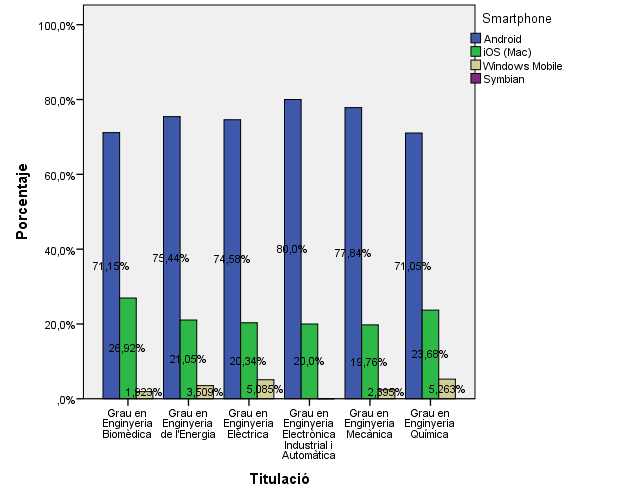 Smartphone
Android
iOS (Mac)
Windows Mobile
Symbian
Porcentaje
100,0%
80,0%
60,0%
40,0%
20,0%
,0%
71,15%
26,92%
1,923%
75,44%
21,05%
3,509%
74,58%
20,34%
5,085%
80,0%
20,0%
77,84%
19,76%
2,395%
71,05%
23,68%
5,263%
Grau en
Enginyeria
Biomèdica
Grau en
Enginyeria
de l'Energia
Grau en
Enginyeria
Elèctrica
Grau en
Enginyeria
Electrònica
Industrial i
Automàtica
Grau en
Enginyeria
Mecànica
Grau en
Enginyeria
Química
Titulació